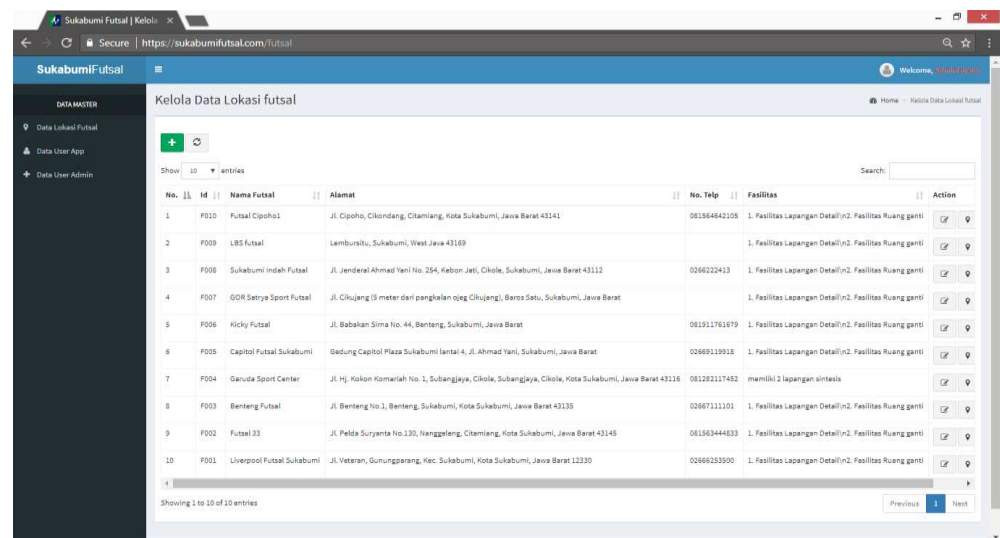 Sukabumi Futsal | Kelola
Secure | https://sukabumifutsal.com/futsal
SukabumiFutsal
Welcome,
DATA MASTER
Data Lokasi Futsal
Data User App
Data User Admin
Kelola Data Lokasi futsal
Home - Kelola Data Lokasi futsal
Show 10 entries
Search:
No. Id Nama Futsal Alamat No. Telp Fasilitas Action
1 F010 Futsal Cipoho1 Jl. Cipoho, Cikondang, Citamiang, Kota Sukabumi, Jawa Barat 43141 081564642105 1. Fasilitas Lapangan Detail\n2. Fasilitas Ruang ganti
2 F009 LBS futsal Lembursitu, Sukabumi, West Java 43169 1. Fasilitas Lapangan Detail\n2. Fasilitas Ruang ganti
3 F008 Sukabumi Indah Futsal Jl. Jenderal Ahmad Yani No. 254, Kebon Jati, Cikole, Sukabumi, Jawa Barat 43112 0266222413 1. Fasilitas Lapangan Detail\n2. Fasilitas Ruang ganti
4 F007 GOR Satrya Sport Futsal Jl. Cikujang (5 meter dari pangkalan ojeg Cikujang), Baros Satu, Sukabumi, Jawa Barat 1. Fasilitas Lapangan Detail\n2. Fasilitas Ruang ganti
5 F006 Kicky Futsal Jl. Babakan Sirna No. 44, Benteng, Sukabumi, Jawa Barat 081911761679 1. Fasilitas Lapangan Detail\n2. Fasilitas Ruang ganti
6 F005 Capitol Futsal Sukabumi Gedung Capitol Plaza Sukabumi lantai 4, Jl. Ahmad Yani, Sukabumi, Jawa Barat 02669119918 1. Fasilitas Lapangan Detail\n2. Fasilitas Ruang ganti
7 F004 Garuda Sport Center Jl. Hj. Kokon Komariah No. 1, Subangjaya, Cikole, Subangjaya, Cikole, Kota Sukabumi, Jawa Barat 43116 081282117452 memiliki 2 lapangan sintesis
8 F003 Benteng Futsal Jl. Benteng No.1, Benteng, Sukabumi, Kota Sukabumi, Jawa Barat 43135 02667111101 1. Fasilitas Lapangan Detail\n2. Fasilitas Ruang ganti
9 F002 Futsal 33 Jl. Pelda Suryanta No.130, Nanggeleng, Citamiang, Kota Sukabumi, Jawa Barat 43145 081563444833 1. Fasilitas Lapangan Detail\n2. Fasilitas Ruang ganti
10 F001 Liverpool Futsal Sukabumi Jl. Veteran, Gunungparang, Kec. Sukabumi, Kota Sukabumi, Jawa Barat 12330 02666253500 1. Fasilitas Lapangan Detail\n2. Fasilitas Ruang ganti
Showing 1 to 10 of 10 entries
Previous 1 Next